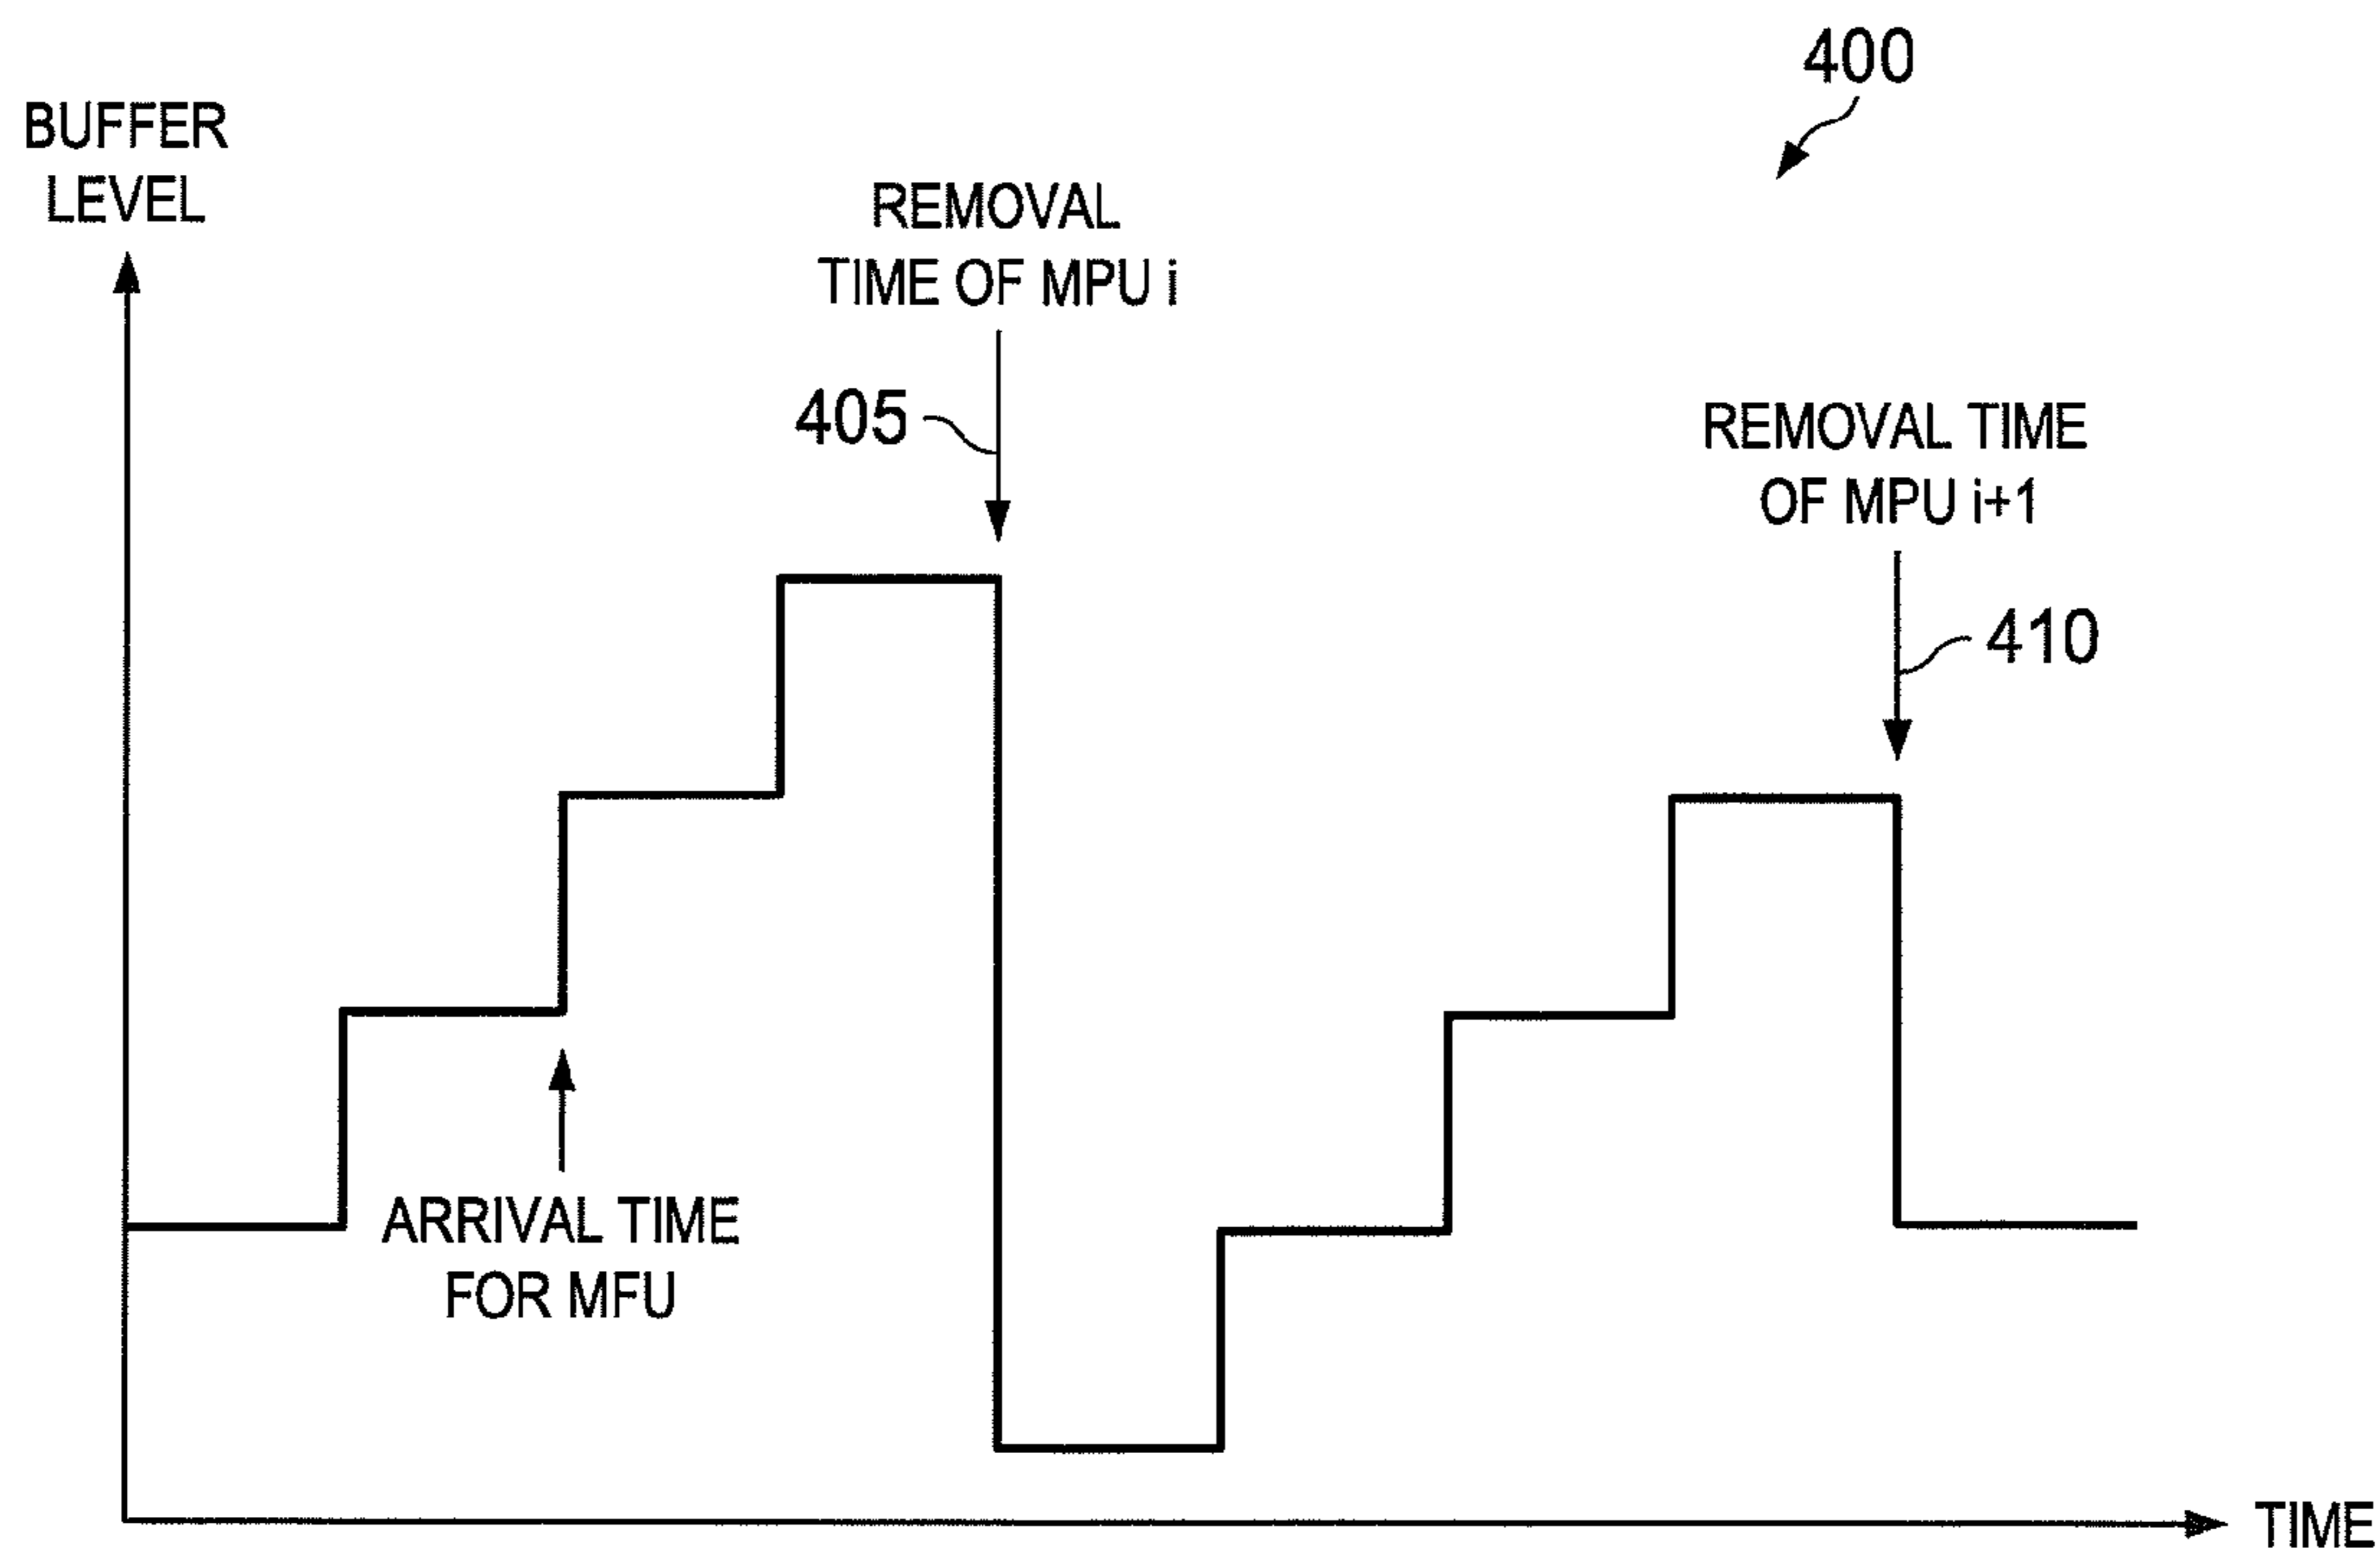 400
BUFFER
LEVEL
REMOVAL
TIME OF MPU i
405
REMOVAL TIME
OF MPU i+1
410
ARRIVAL TIME
FOR MFU
TIME